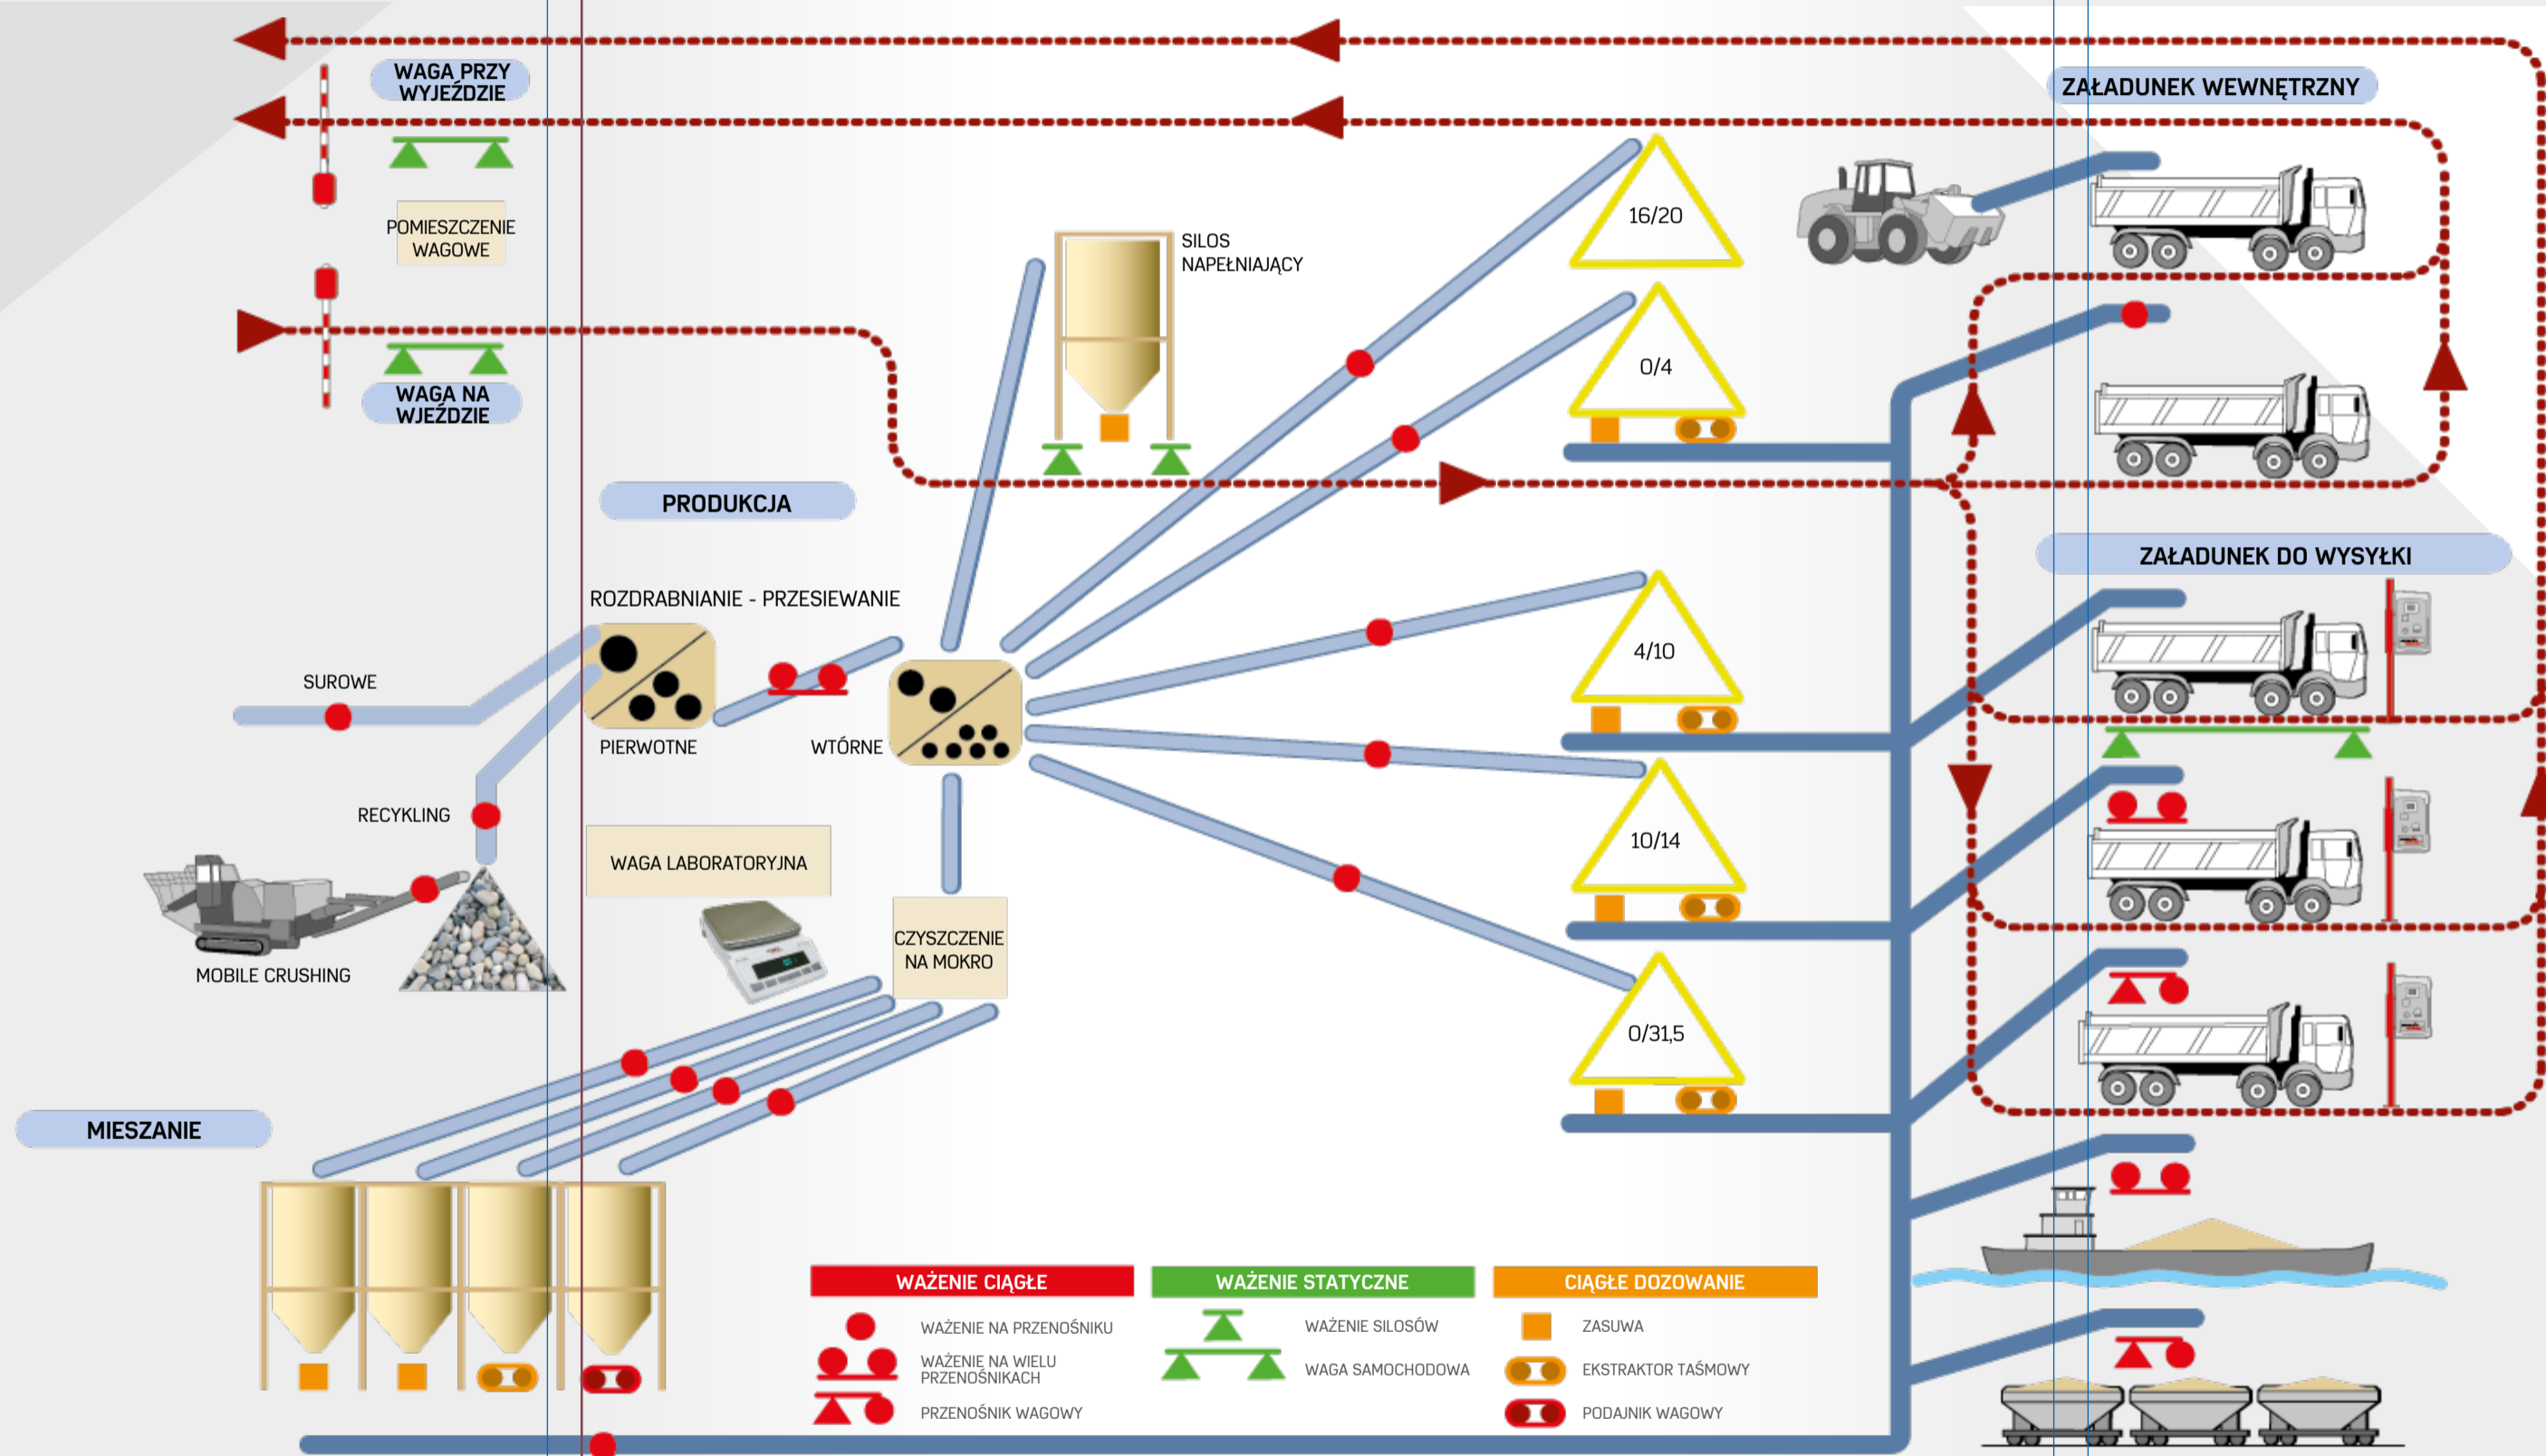 WAGA PRZY
WYJEŹDZIE
ZAŁADUNEK WEWNĘTRZNY
POMIESZCZENIE
WAGOWE
16/20
SILOS
NAPEŁNIAJĄCY
0/4
WAGA NA
WJEŹDZIE
PRODUKCJA
ZAŁADUNEK DO WYSYŁKI
ROZDRABNIANIE - PRZESIEWANIE
4/10
SUROWE
PIERWOTNE
WTÓRNE
RECYKLING
10/14
WAGA LABORATORYJNA
CZYSZCZENIE
NA MOKRO
MOBILE CRUSHING
0/31,5
MIESZANIE
WAŻENIE CIĄGŁE
WAŻENIE NA PRZENOŚNIKU
WAŻENIE NA WIELU
PRZENOŚNIKACH
PRZENOŚNIK WAGOWY
WAŻENIE STATYCZNE
WAŻENIE SILOSÓW
WAGA SAMOCHODOWA
CIĄGŁE DOZOWANIE
ZASUWA
EKSTRAKTOR TAŚMOWY
PODAJNIK WAGOWY